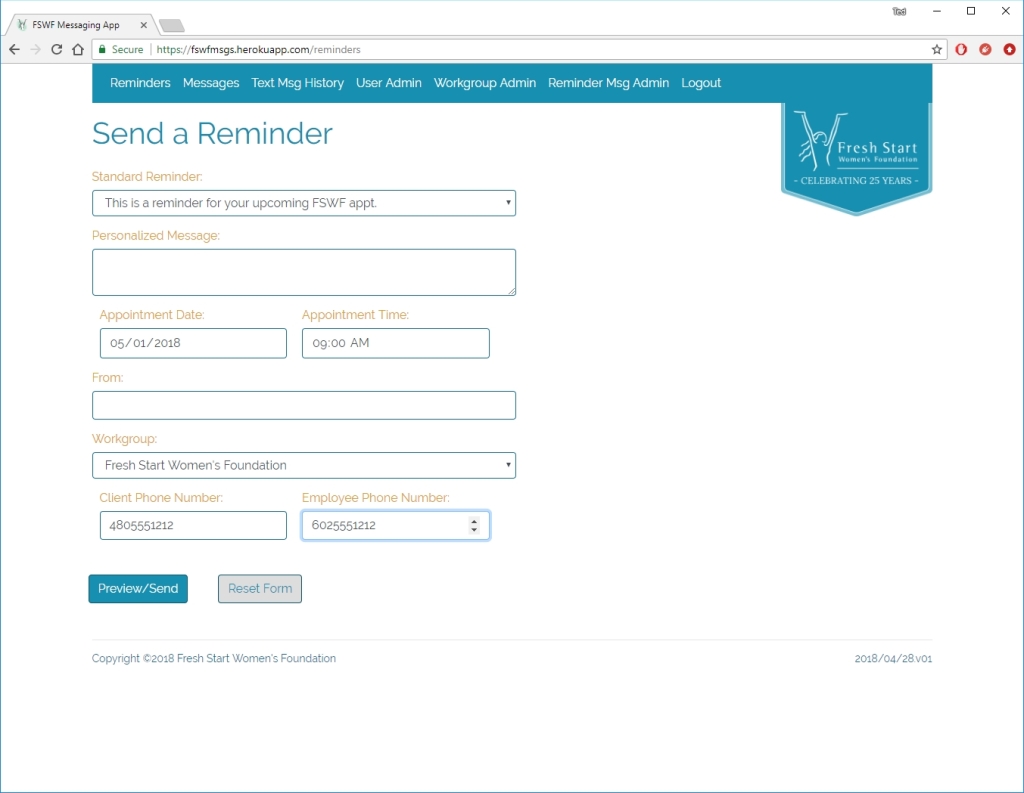 FSWF Messaging App
Ted
Secure https://fswfmsgs.herokuapp.com/reminders
Reminders Messages Text Msg History User Admin Workgroup Admin Reminder Msg Admin Logout
Fresh Start
Women's Foundation
- CELEBRATING 25 YEARS -
Send a Reminder
Standard Reminder:
This is a reminder for your upcoming FSWF appt.
Personalized Message:
Appointment Date: Appointment Time:
05/01/2018 09:00 AM
From:
Workgroup:
Fresh Start Women's Foundation
Client Phone Number: Employee Phone Number:
4805551212 6025551212
Preview/Send Reset Form
Copyright ©2018 Fresh Start Women's Foundation 2018/04/28.v01